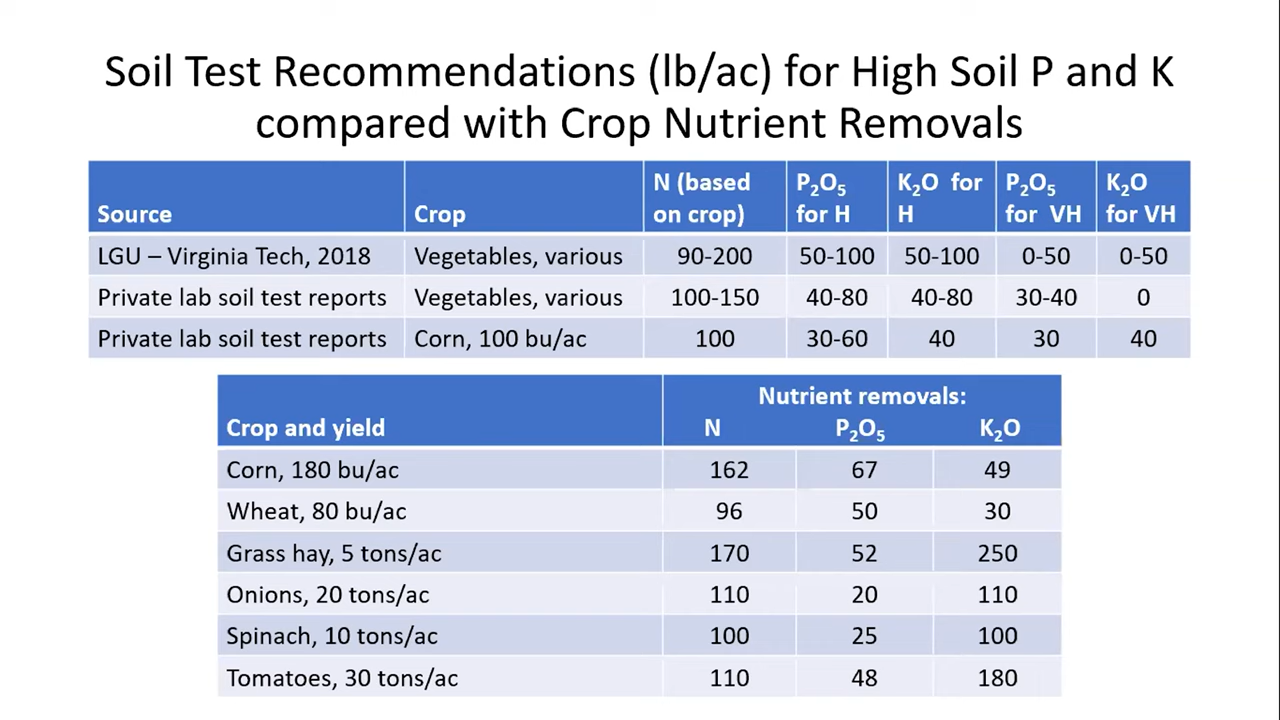 Soil Test Recommendations (lb/ac) for High Soil P and K
compared with Crop Nutrient Removals
Source Crop N (based on crop) P₂O₅ for H K₂O for H P₂O₅ for VH K₂O for VH
LGU – Virginia Tech, 2018 Vegetables, various 90-200 50-100 50-100 0-50 0-50
Private lab soil test reports Vegetables, various 100-150 40-80 40-80 30-40 0
Private lab soil test reports Corn, 100 bu/ac 100 30-60 40 30 40
Nutrient removals:
Crop and yield N P₂O₅ K₂O
Corn, 180 bu/ac 162 67 49
Wheat, 80 bu/ac 96 50 30
Grass hay, 5 tons/ac 170 52 250
Onions, 20 tons/ac 110 20 110
Spinach, 10 tons/ac 100 25 100
Tomatoes, 30 tons/ac 110 48 180